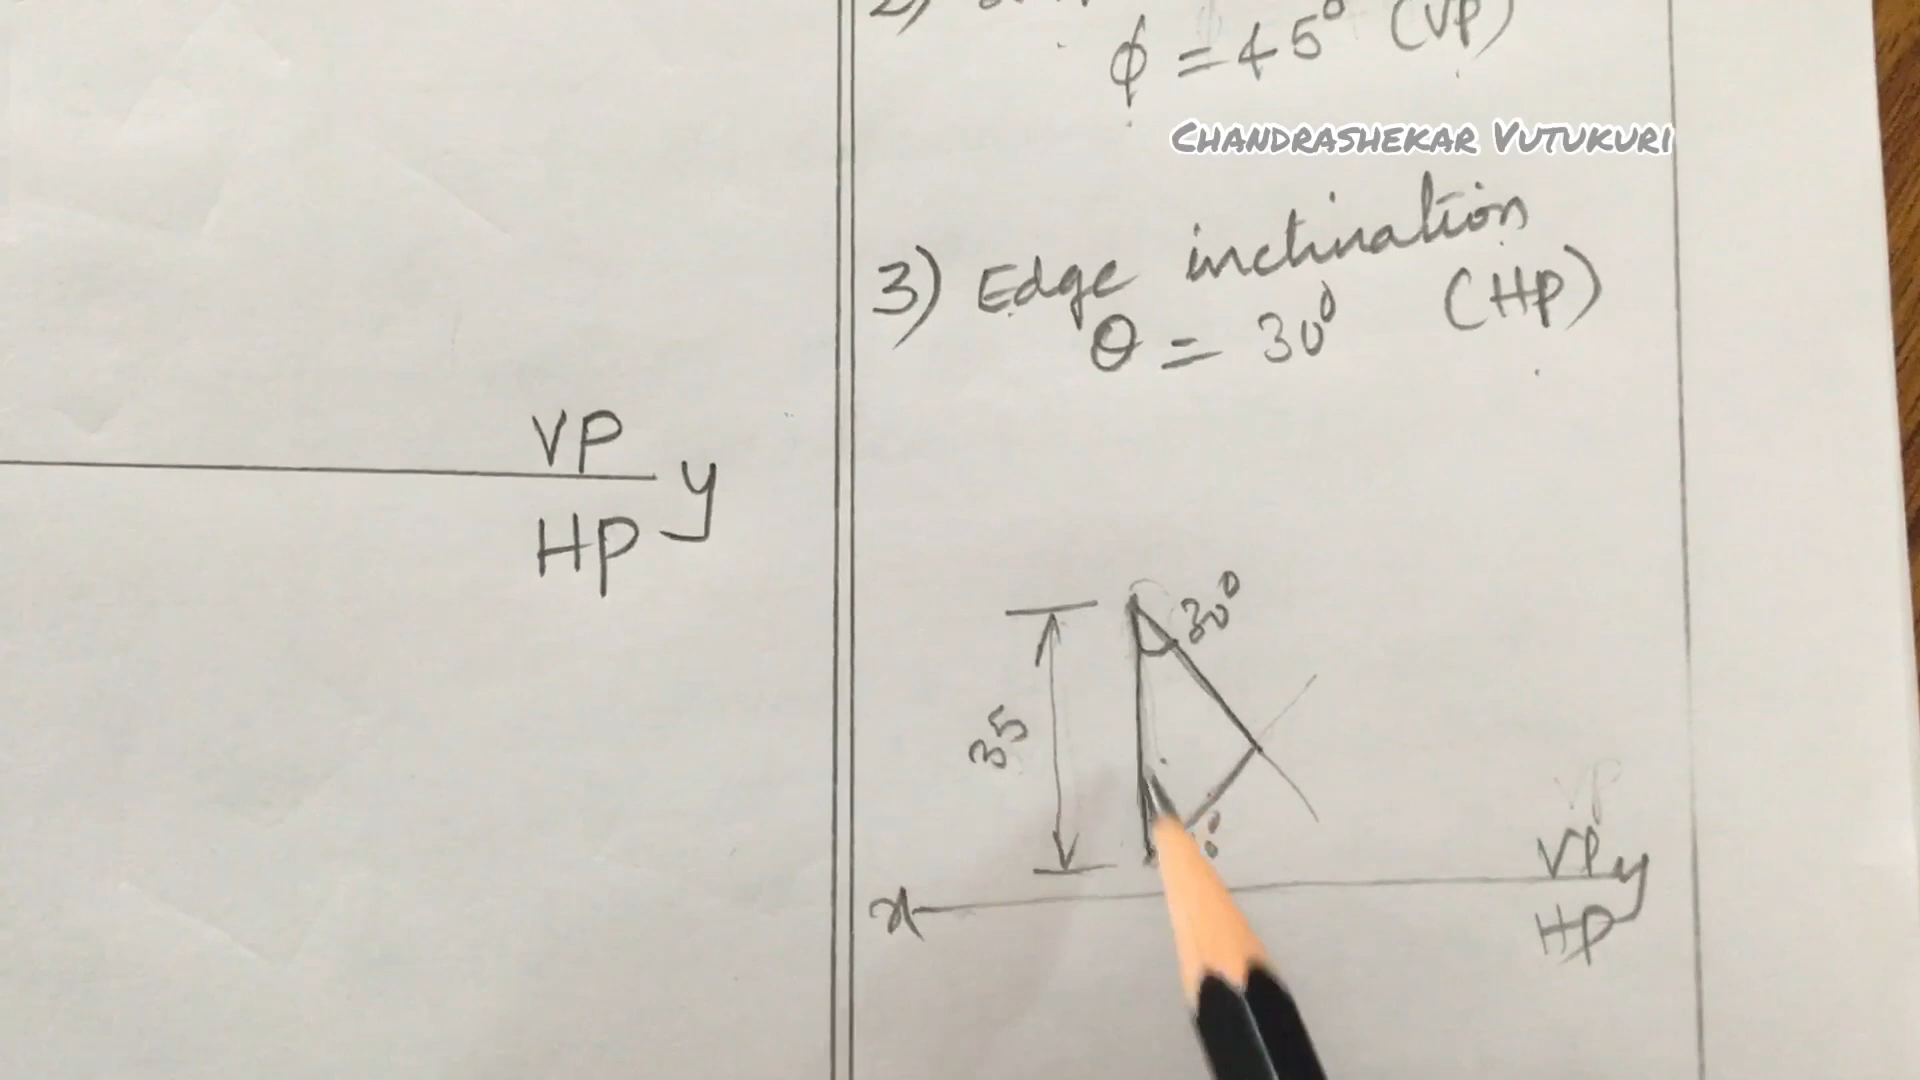 φ = 45° (VP)
CHANDRASHEKAR VUTUKURI
3) Edge inclination
θ = 30° (HP)
VP
y
HP
30°
35
VP
x
y
HP